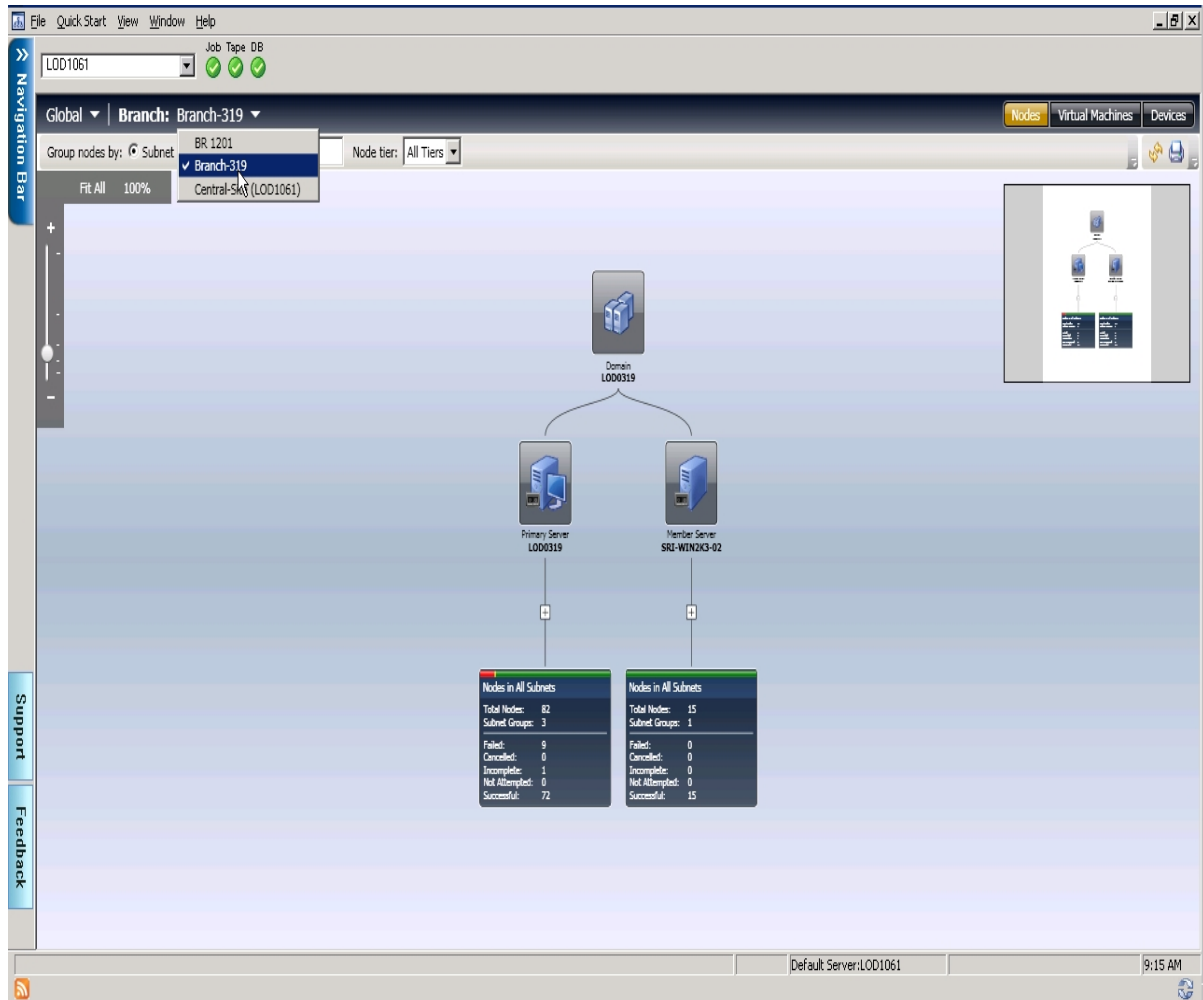 File Quick Start View Window Help
Job Tape DB
LOD1061
Navigation Bar
Global Branch: Branch-319
Nodes Virtual Machines Devices
BR 1201
Group nodes by: Subnet
Node tier: All Tiers
Branch-319
Fit All 100%
(LOD1061)
+
Domain
LOD0319
-
Primary Server
LOD0319
Member Server
SRI-WIN2K3-02
+
+
Nodes in All Subnets
Total Nodes: 82
Subnet Groups: 3
Failed: 9
Cancelled: 0
Incomplete: 1
Not Attempted: 0
Successful: 72
Nodes in All Subnets
Total Nodes: 15
Subnet Groups: 1
Failed: 0
Cancelled: 0
Incomplete: 0
Not Attempted: 0
Successful: 15
Support
Feedback
Default Server:LOD1061
9:15 AM